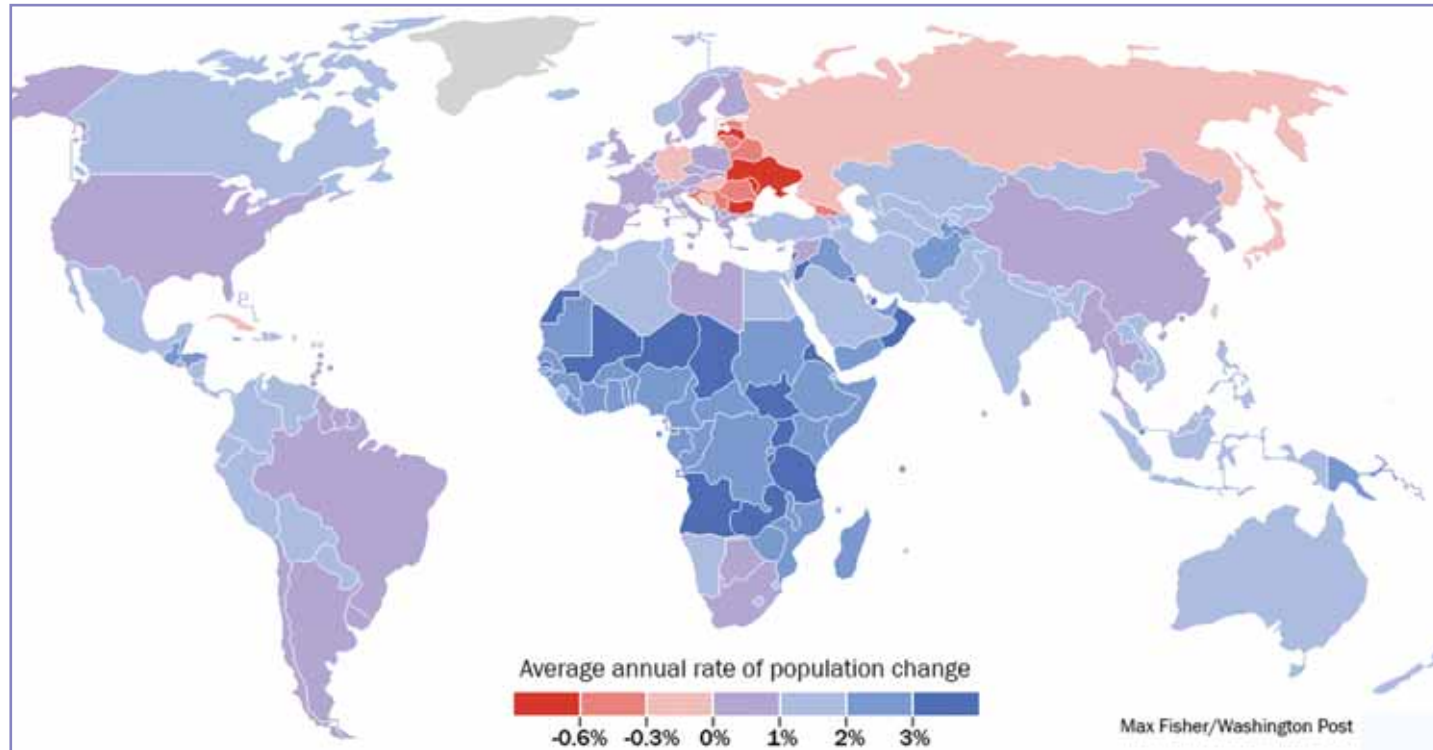 Average annual rate of population change
-0.6% -0.3% 0% 1% 2% 3%
Max Fisher/Washington Post